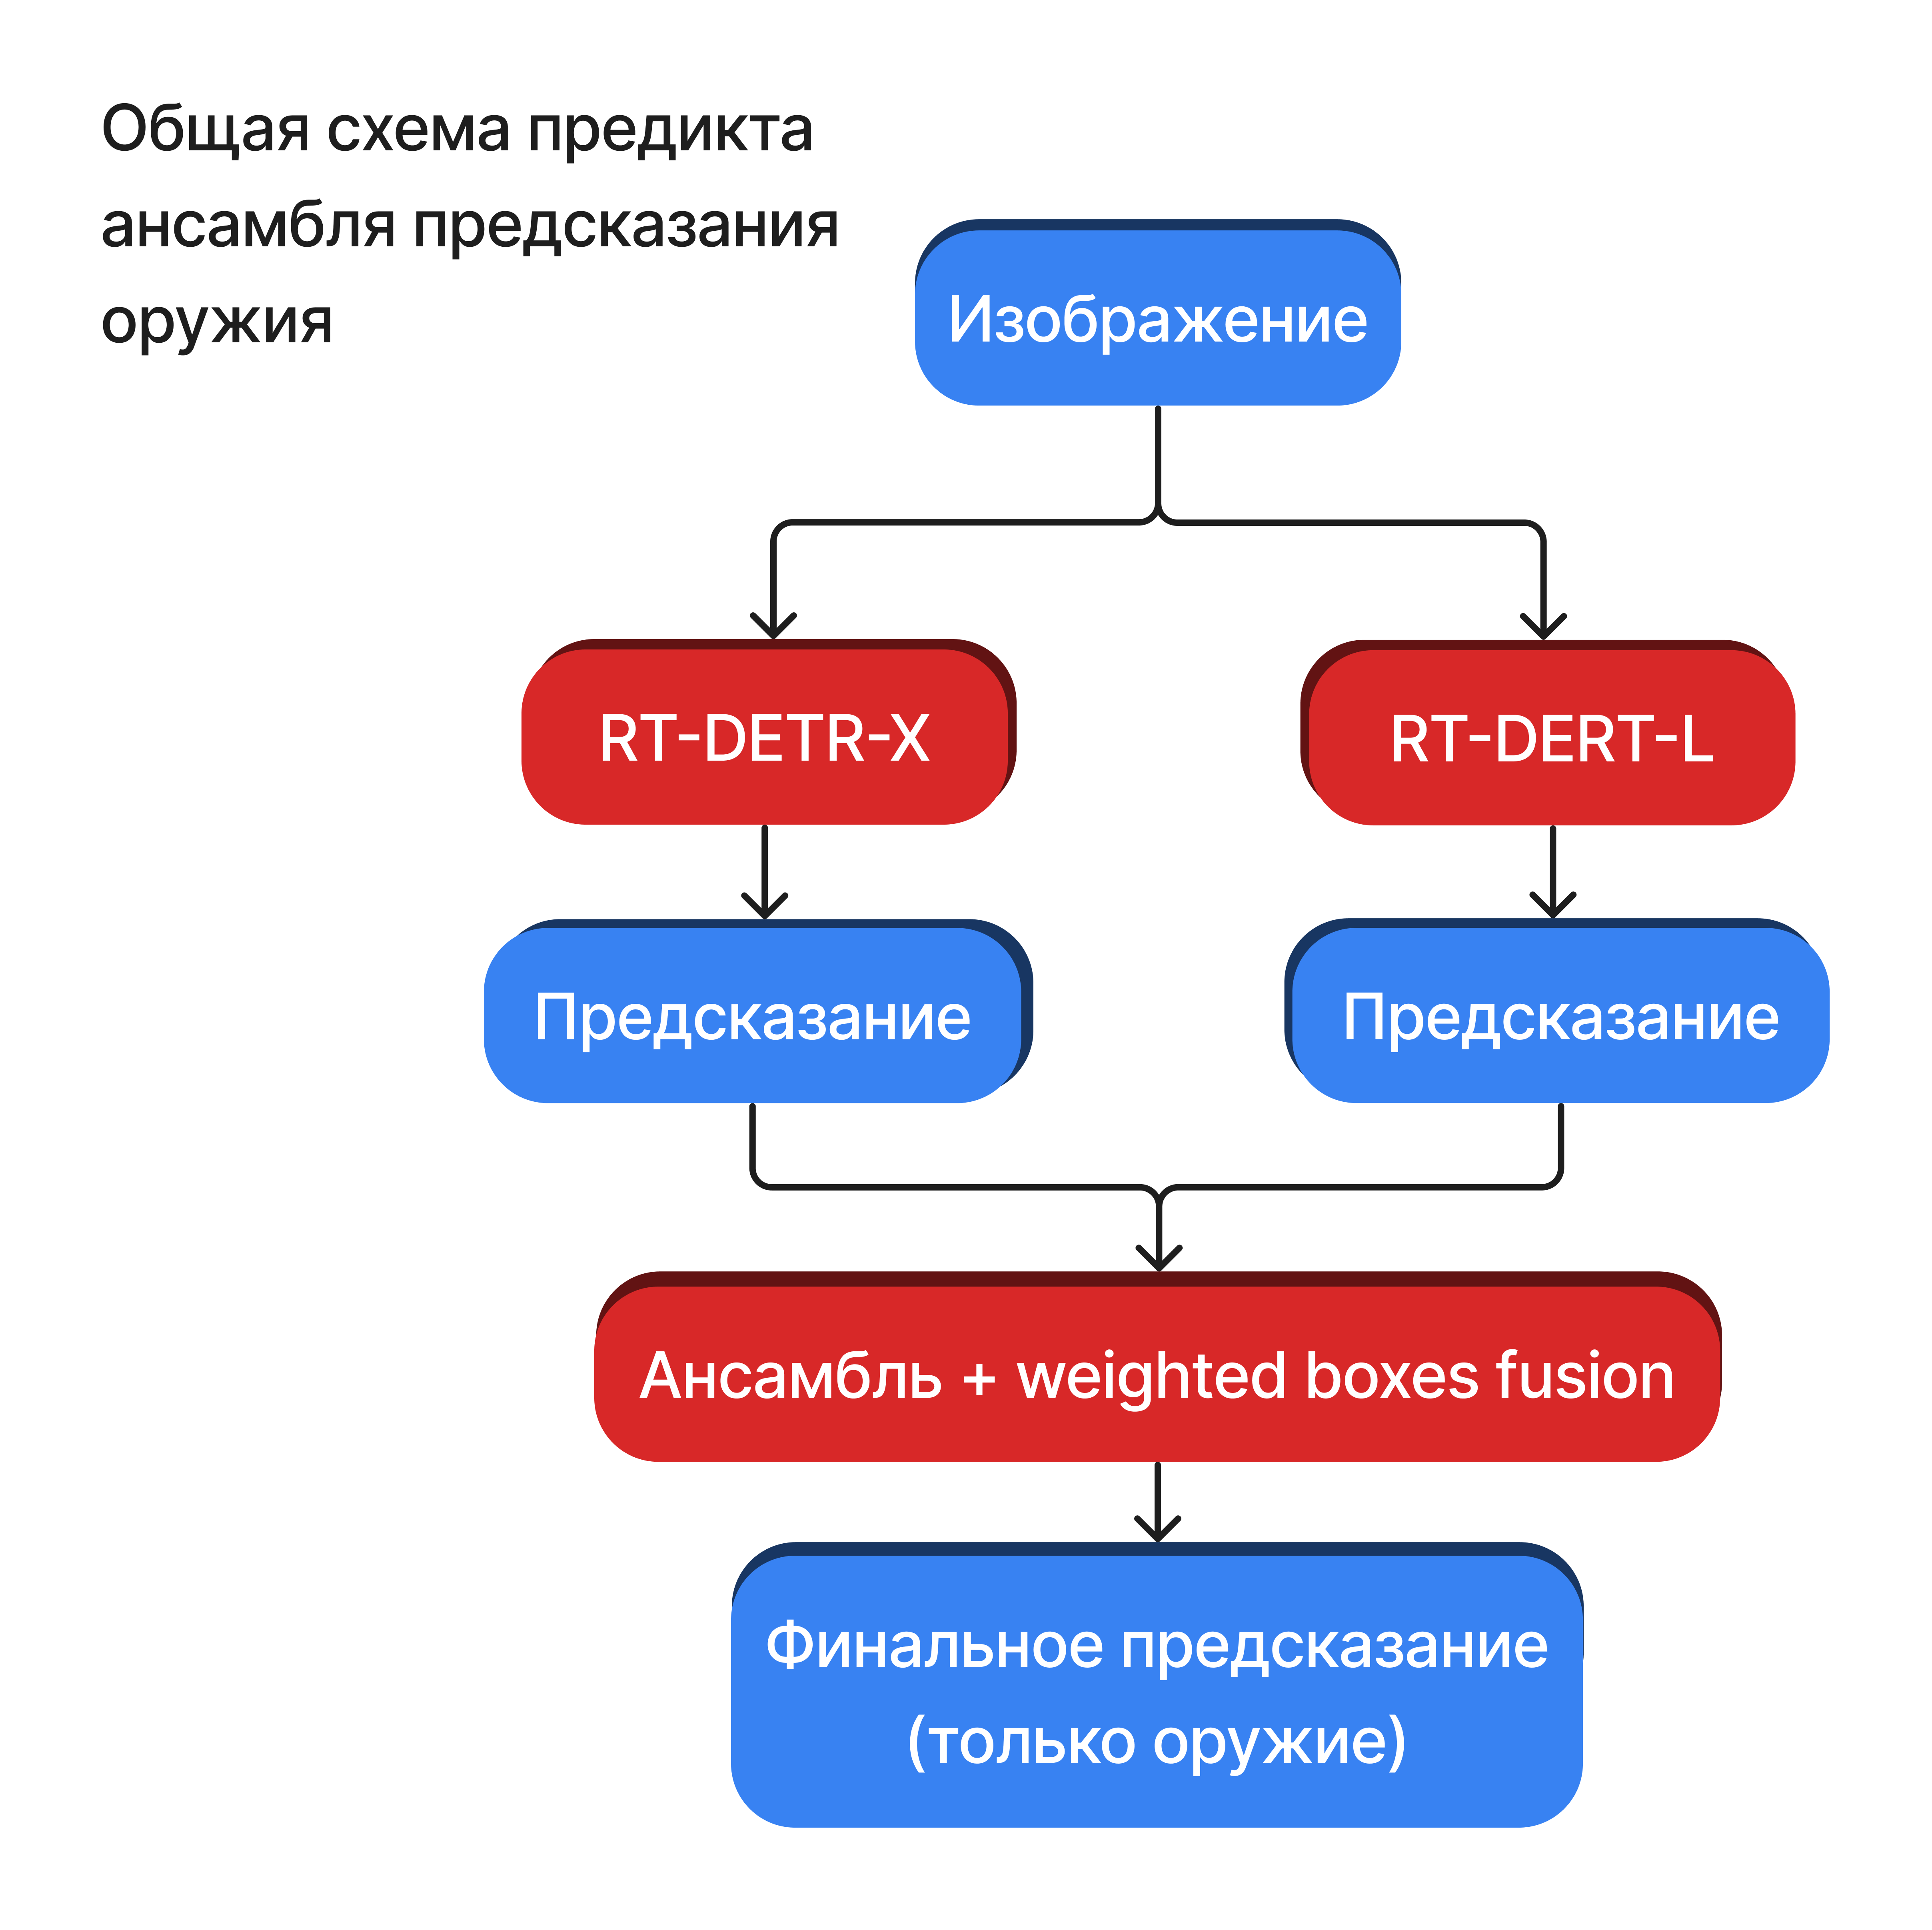 Общая схема предикта
ансамбля предсказания
оружия
Изображение
RT-DETR-X
RT-DERT-L
Предсказание
Предсказание
Ансамбль + weighted boxes fusion
Финальное предсказание
(только оружие)